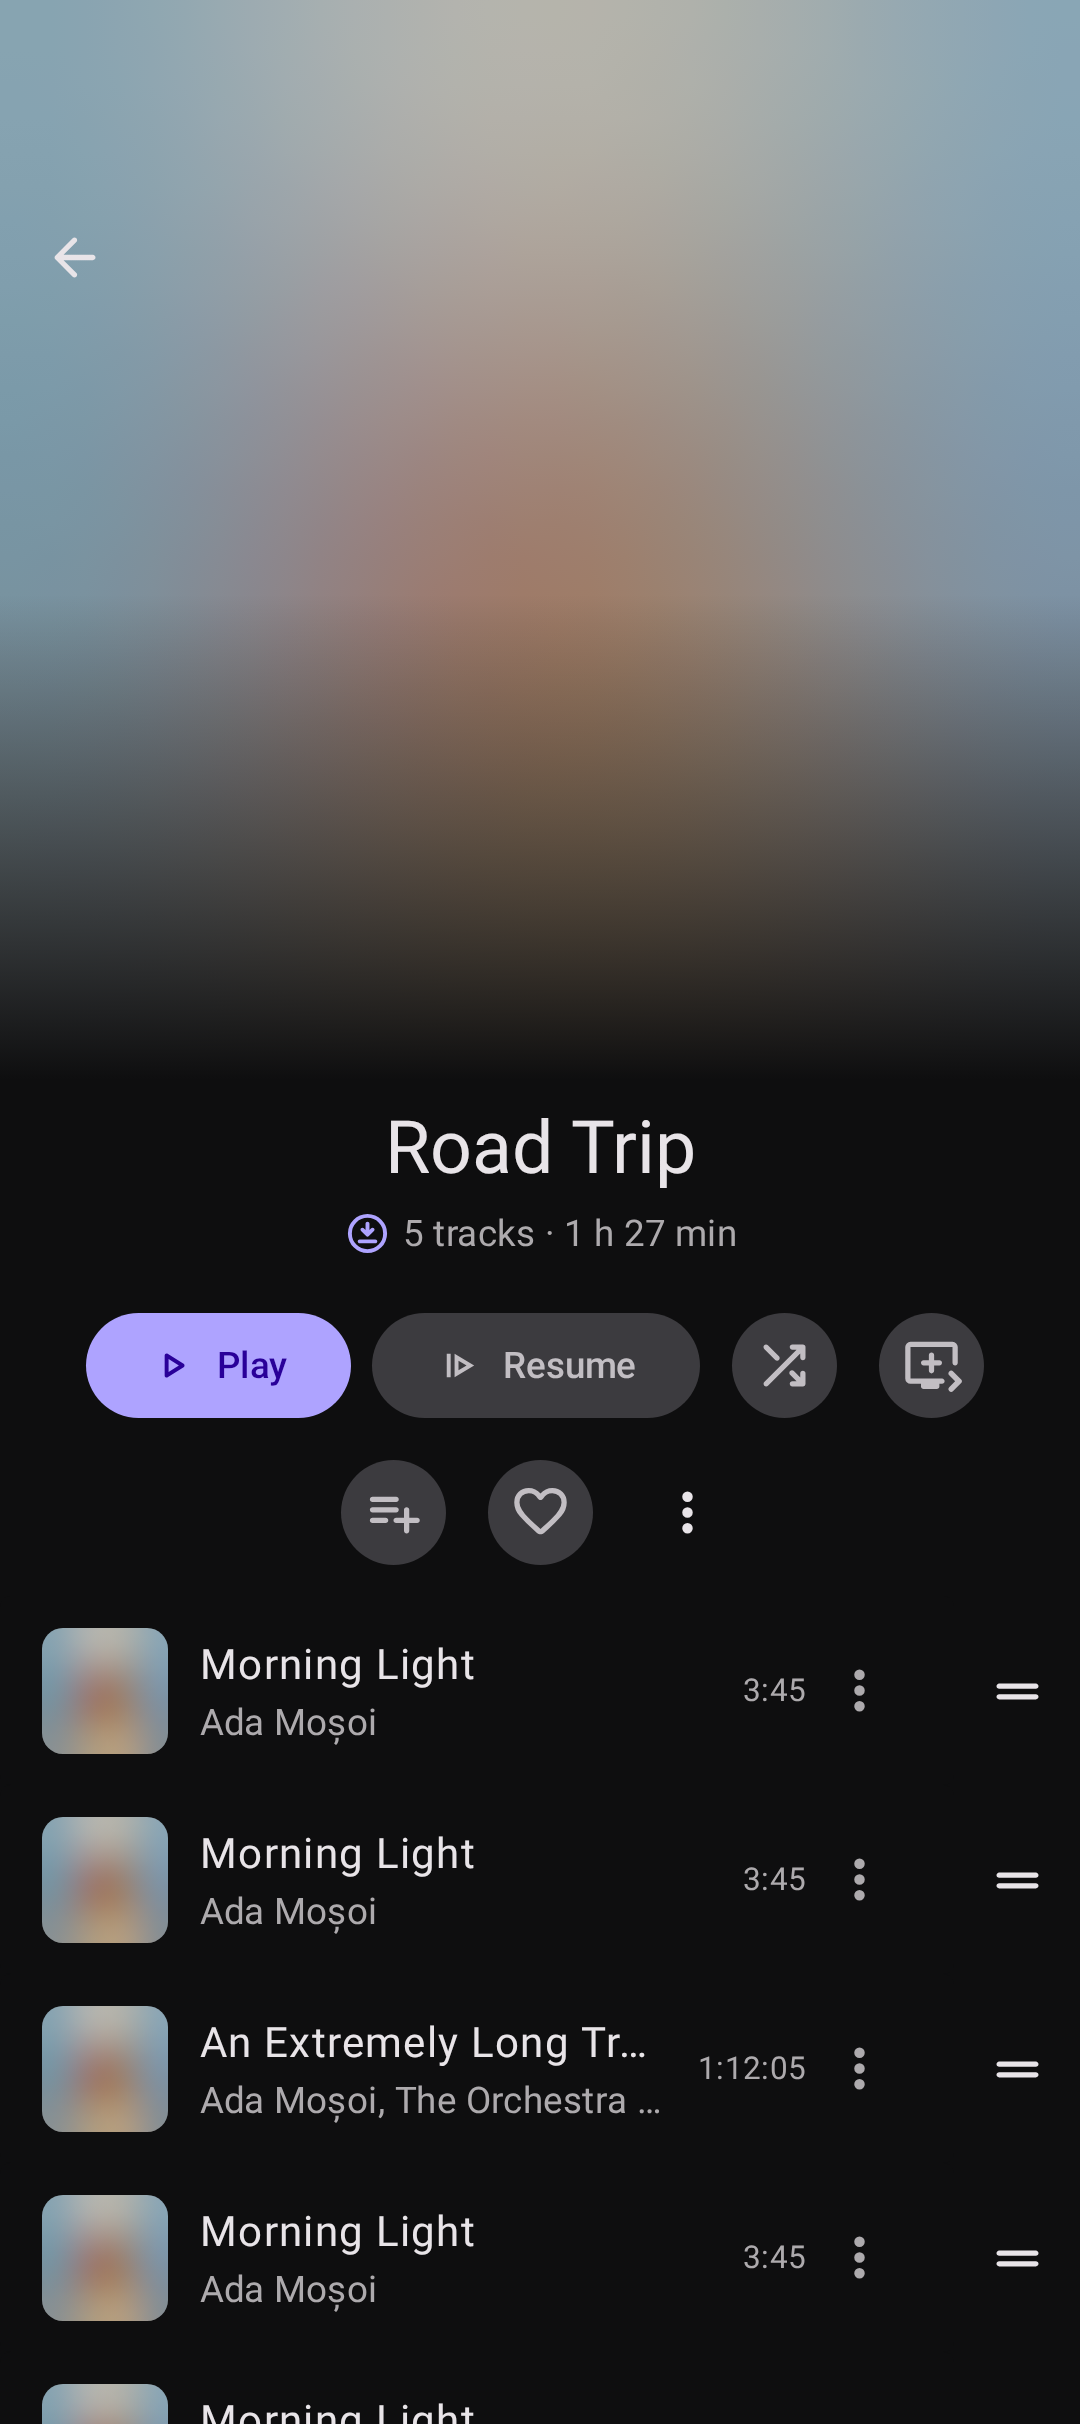 Road Trip
5 tracks · 1 h 27 min
Play
Resume
Morning Light
Ada Moșoi
3:45
Morning Light
Ada Moșoi
3:45
An Extremely Long Tr…
Ada Moșoi, The Orchestra …
1:12:05
Morning Light
Ada Moșoi
3:45
Morning Light